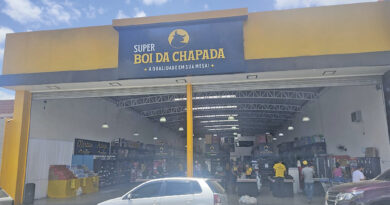 SUPER
BOI DA CHAPADA
A QUALIDADE EM SUA MESA!